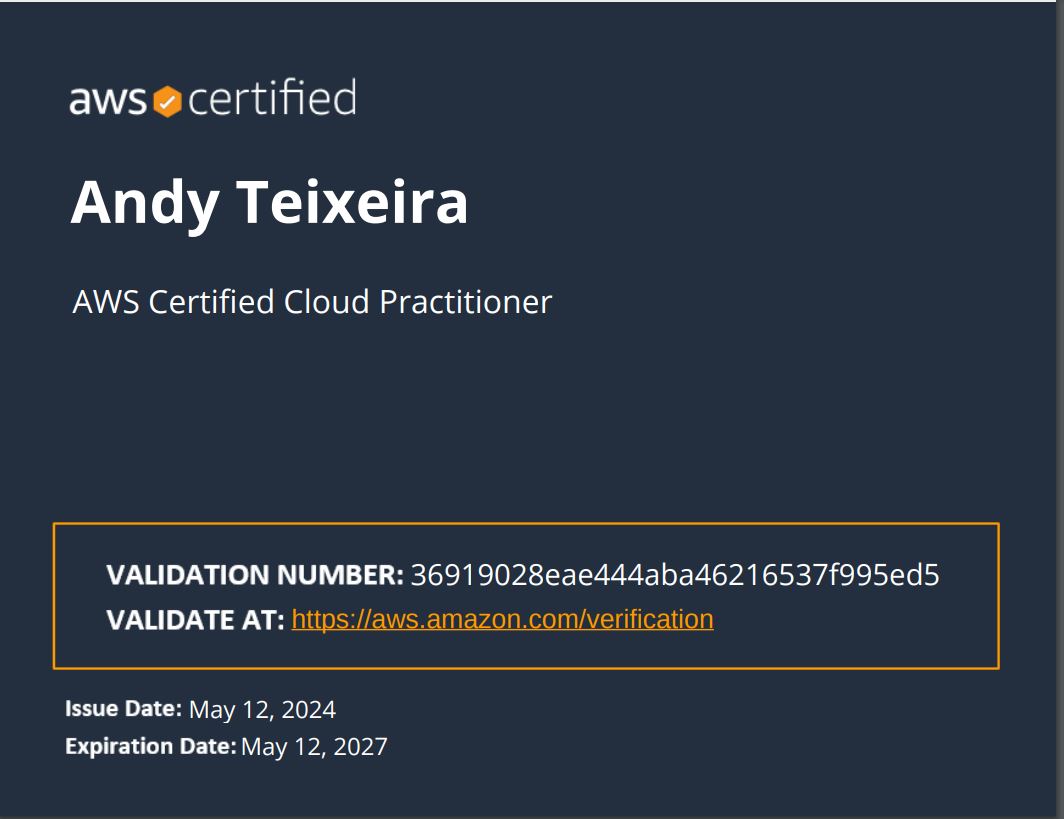 aws certified
Andy Teixeira
AWS Certified Cloud Practitioner
VALIDATION NUMBER: 36919028eae444aba46216537f995ed5
VALIDATE AT: https://aws.amazon.com/verification
Issue Date: May 12, 2024
Expiration Date: May 12, 2027